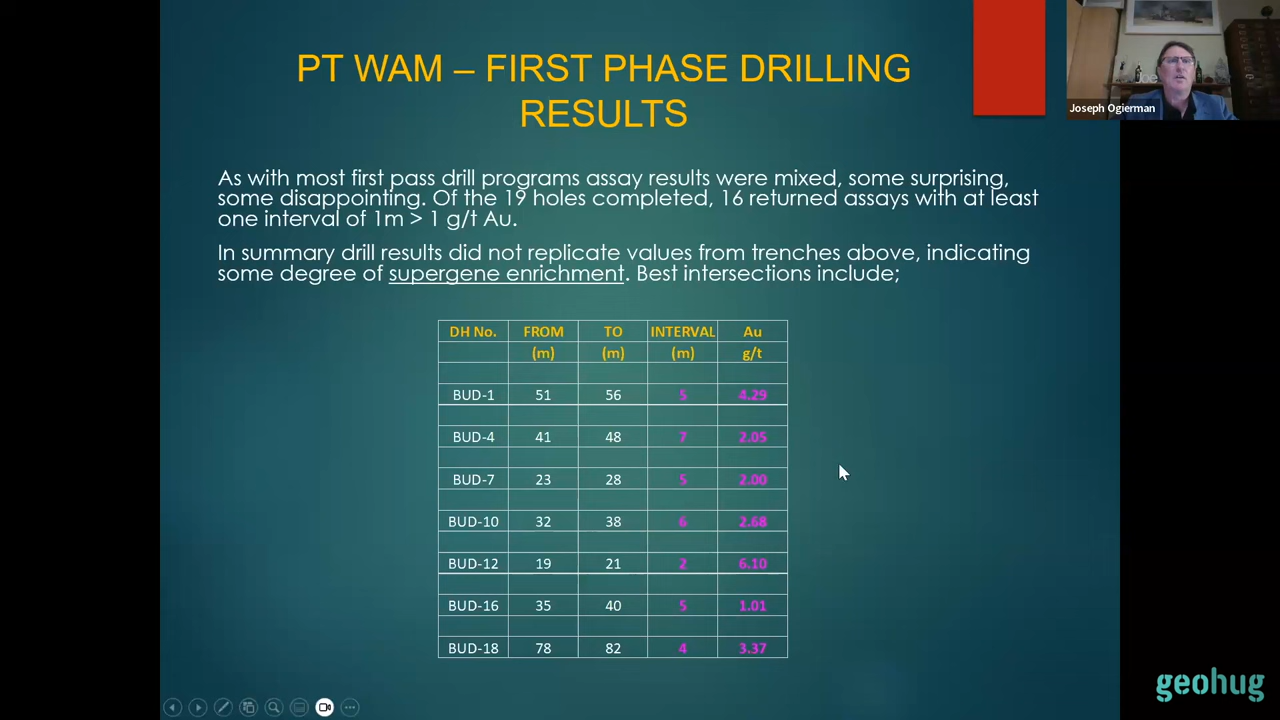 PT WAM – FIRST PHASE DRILLING
RESULTS
Joe
Joseph Ogierman
As with most first pass drill programs assay results were mixed, some surprising,
some disappointing. Of the 19 holes completed, 16 returned assays with at least
one interval of 1m > 1 g/t Au.
In summary drill results did not replicate values from trenches above, indicating
some degree of supergene enrichment. Best intersections include;
DH No. FROM TO INTERVAL Au
(m) (m) (m) g/t
BUD-1 51 56 5 4.29
BUD-4 41 48 7 2.05
BUD-7 23 28 5 2.00
BUD-10 32 38 6 2.68
BUD-12 19 21 2 6.10
BUD-16 35 40 5 1.01
BUD-18 78 82 4 3.37
geohug